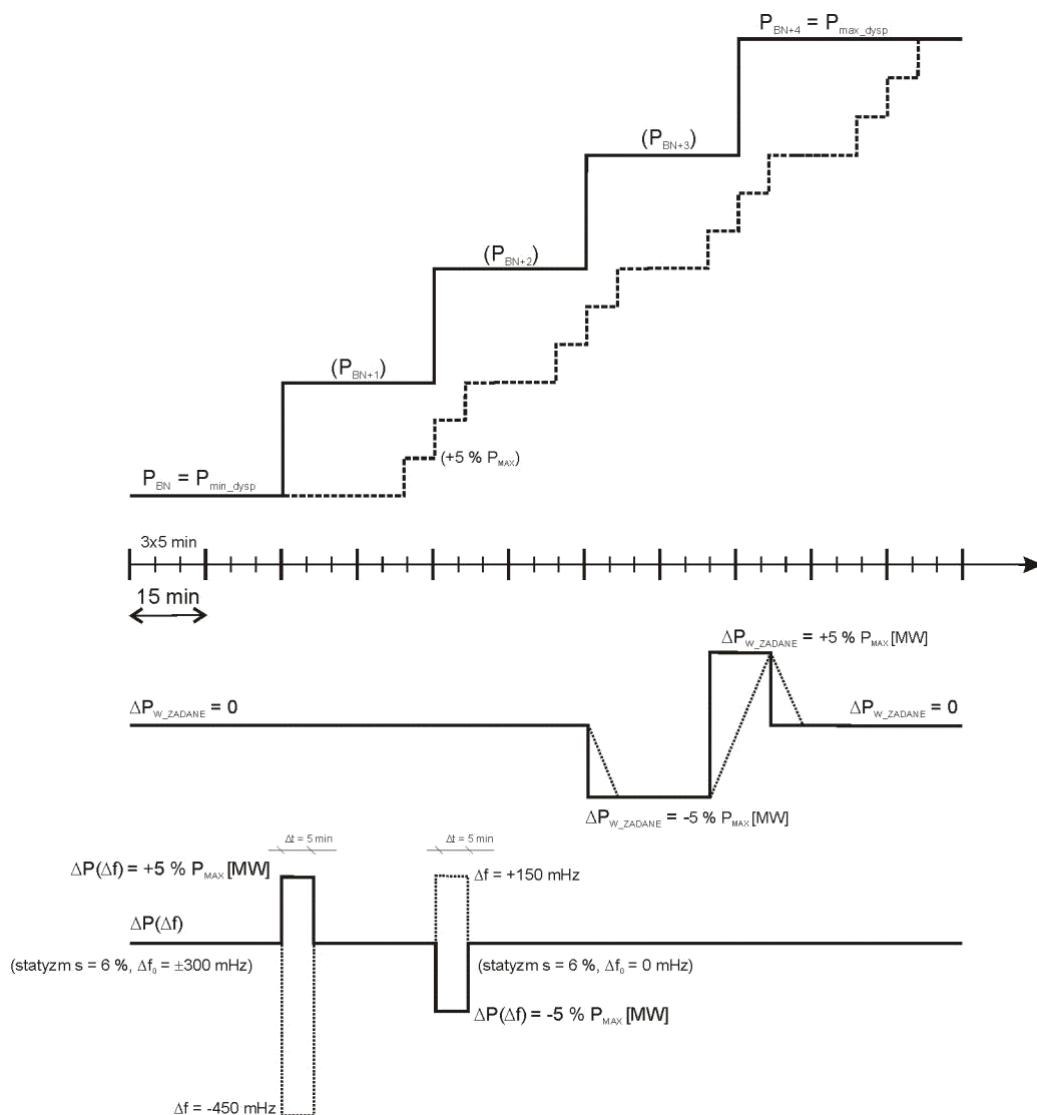 P_BN+4 = P_max_dysp
(P_BN+3)
(P_BN+2)
(P_BN+1)
(+5 % P_MAX)
P_BN = P_min_dysp
3x5 min
15 min
ΔP_W_ZADANE = +5 % P_MAX [MW]
ΔP_W_ZADANE = 0
ΔP_W_ZADANE = 0
ΔP_W_ZADANE = -5 % P_MAX [MW]
Δt = 5 min
Δt = 5 min
ΔP(Δf) = +5 % P_MAX [MW]
Δf = +150 mHz
ΔP(Δf)
(statyzm s = 6 %, Δf₀ = ±300 mHz)
(statyzm s = 6 %, Δf₀ = 0 mHz)
ΔP(Δf) = -5 % P_MAX [MW]
Δf = -450 mHz